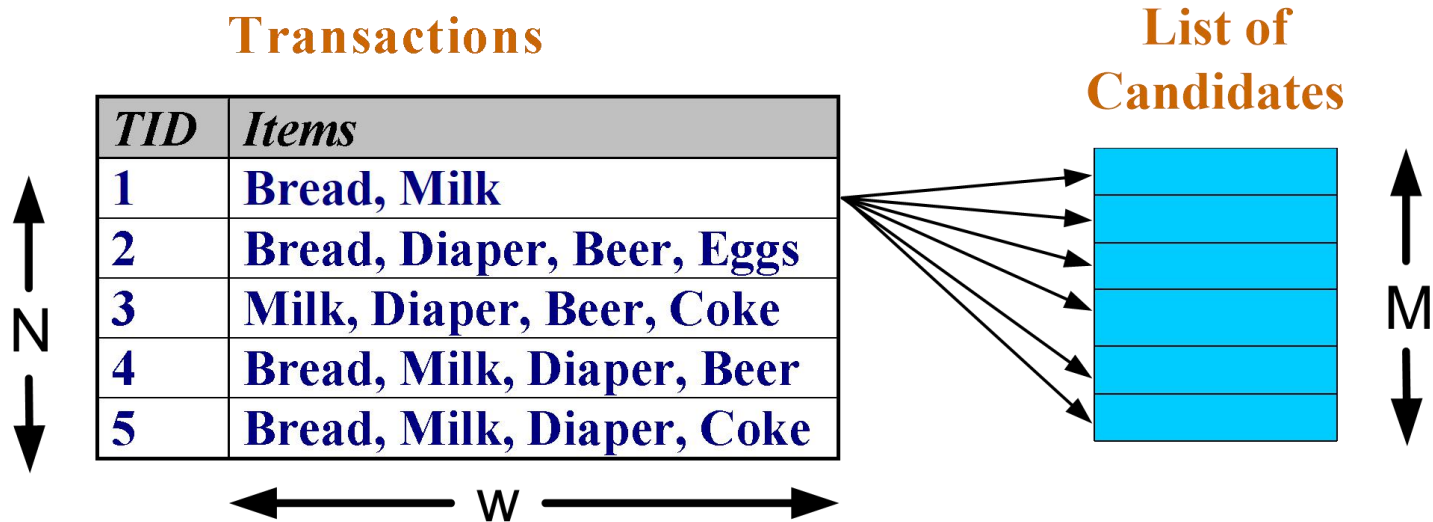 Transactions
List of
Candidates
TID Items
1 Bread, Milk
2 Bread, Diaper, Beer, Eggs
3 Milk, Diaper, Beer, Coke
4 Bread, Milk, Diaper, Beer
5 Bread, Milk, Diaper, Coke
N
M
w